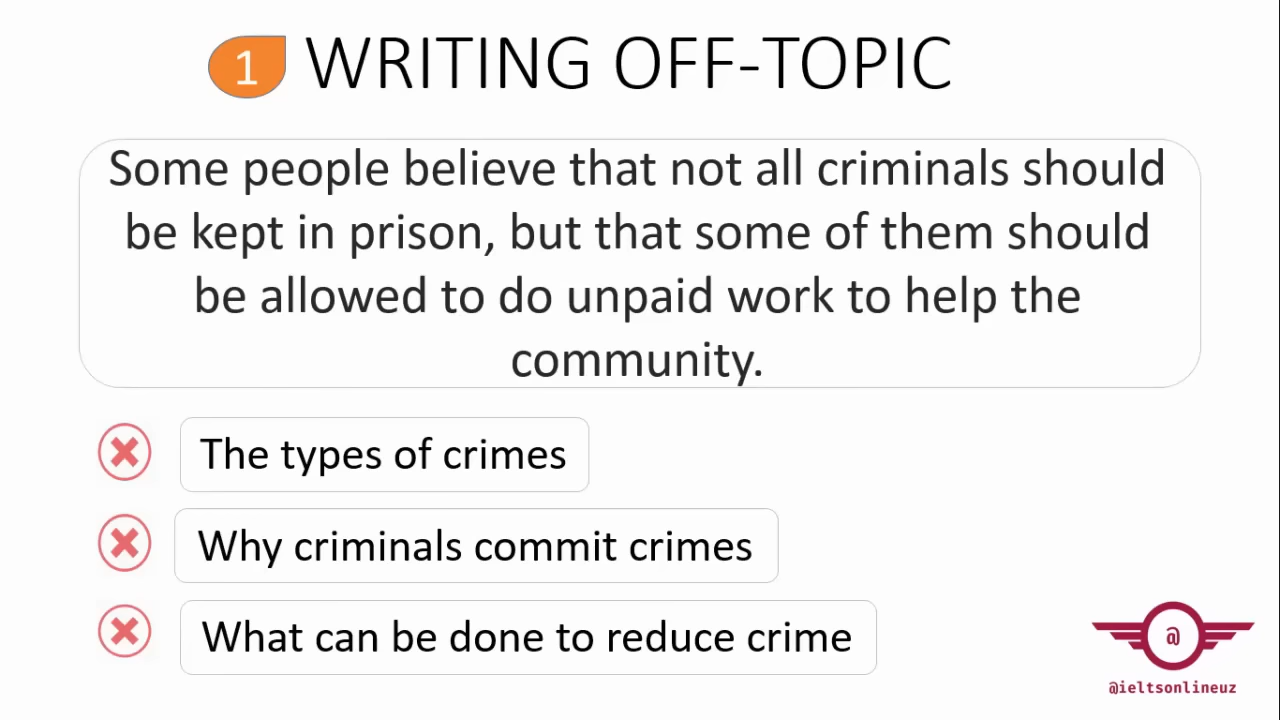 1 WRITING OFF-TOPIC
Some people believe that not all criminals should
be kept in prison, but that some of them should
be allowed to do unpaid work to help the
community.
The types of crimes
Why criminals commit crimes
What can be done to reduce crime
@
@ieltsonlineuz